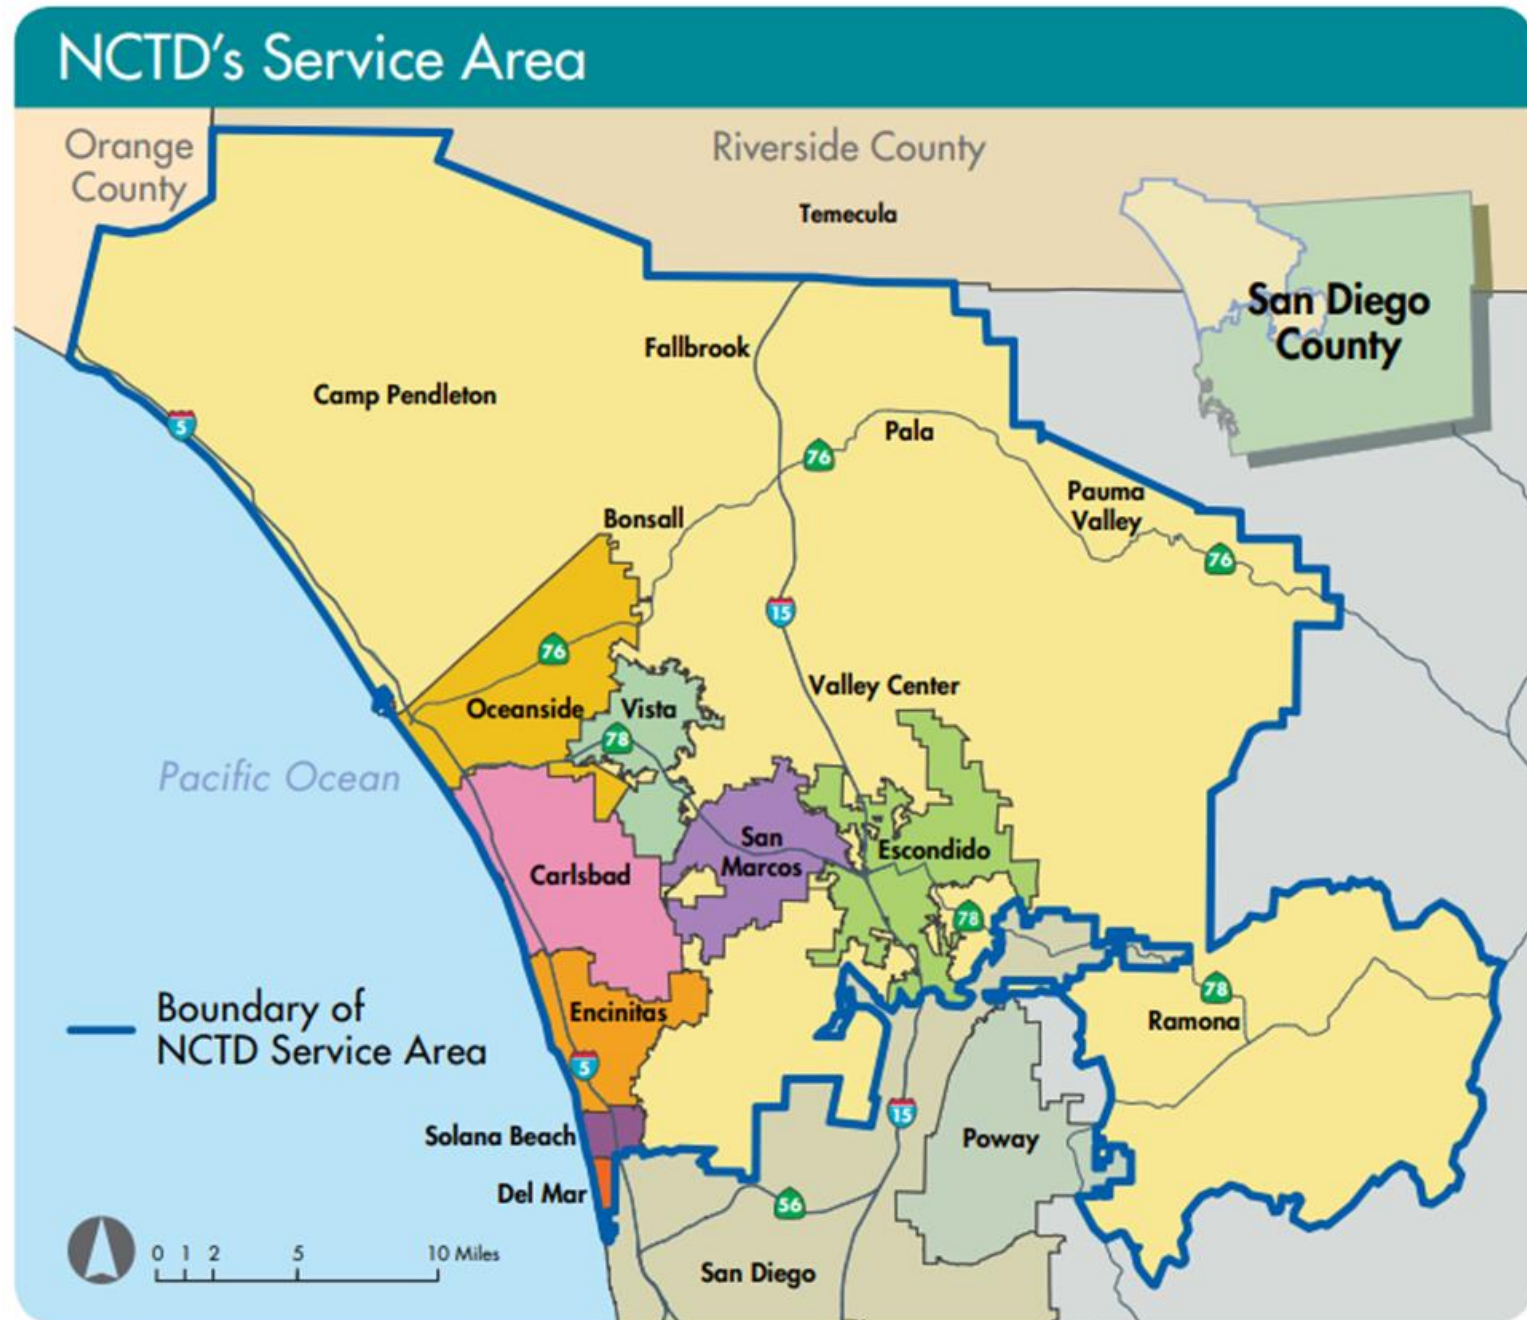 NCTD's Service Area
Orange
County
Riverside County
Temecula
San Diego
County
Fallbrook
Camp Pendleton
5
Pala
76
Pauma
Valley
Bonsall
76
15
76
Valley Center
Oceanside
Vista
78
Pacific Ocean
San
Marcos
Escondido
Carlsbad
78
78
Ramona
Boundary of
NCTD Service Area
Encinitas
5
15
Solana Beach
Poway
Del Mar
56
0 1 2 5 10 Miles
San Diego